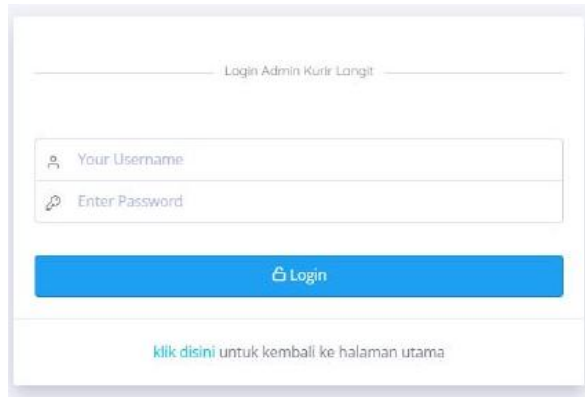 Login Admin Kurir Langit
Your Username
Enter Password
Login
klik disini untuk kembali ke halaman utama